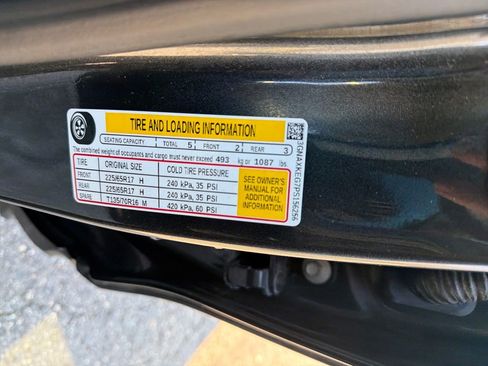 TIRE AND LOADING INFORMATION
SEATING CAPACITY TOTAL 5 FRONT 2 REAR 3
The combined weight of occupants and cargo must never exceed 493 kg or 1087 lbs.
TIRE ORIGINAL SIZE COLD TIRE PRESSURE
FRONT 225/65R17 H 240 kPa, 35 PSI
REAR 225/65R17 H 240 kPa, 35 PSI
SPARE T135/70R16 M 420 kPa, 60 PSI
SEE OWNER'S
MANUAL FOR
ADDITIONAL
INFORMATION
3GNAXKEG7PS156256